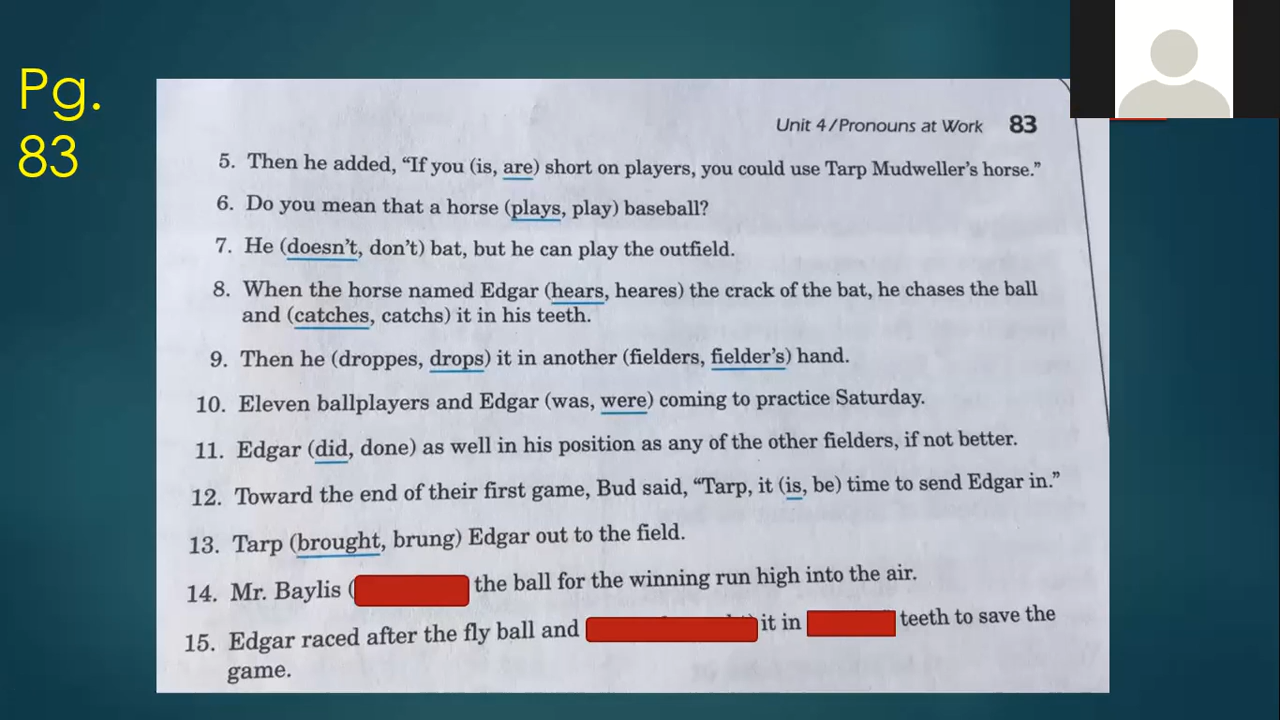 Pg.
83
Unit 4/Pronouns at Work 83
5. Then he added, “If you (is, are) short on players, you could use Tarp Mudweller’s horse.”
6. Do you mean that a horse (plays, play) baseball?
7. He (doesn’t, don’t) bat, but he can play the outfield.
8. When the horse named Edgar (hears, heares) the crack of the bat, he chases the ball
and (catches, catchs) it in his teeth.
9. Then he (droppes, drops) it in another (fielders, fielder’s) hand.
10. Eleven ballplayers and Edgar (was, were) coming to practice Saturday.
11. Edgar (did, done) as well in his position as any of the other fielders, if not better.
12. Toward the end of their first game, Bud said, “Tarp, it (is, be) time to send Edgar in.”
13. Tarp (brought, brung) Edgar out to the field.
14. Mr. Baylis ( the ball for the winning run high into the air.
15. Edgar raced after the fly ball and it in teeth to save the
game.